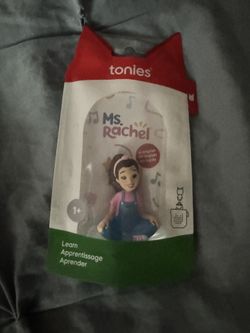 tonies®
Ms.
Rachel
1+
Learn
Apprentissage
Aprender